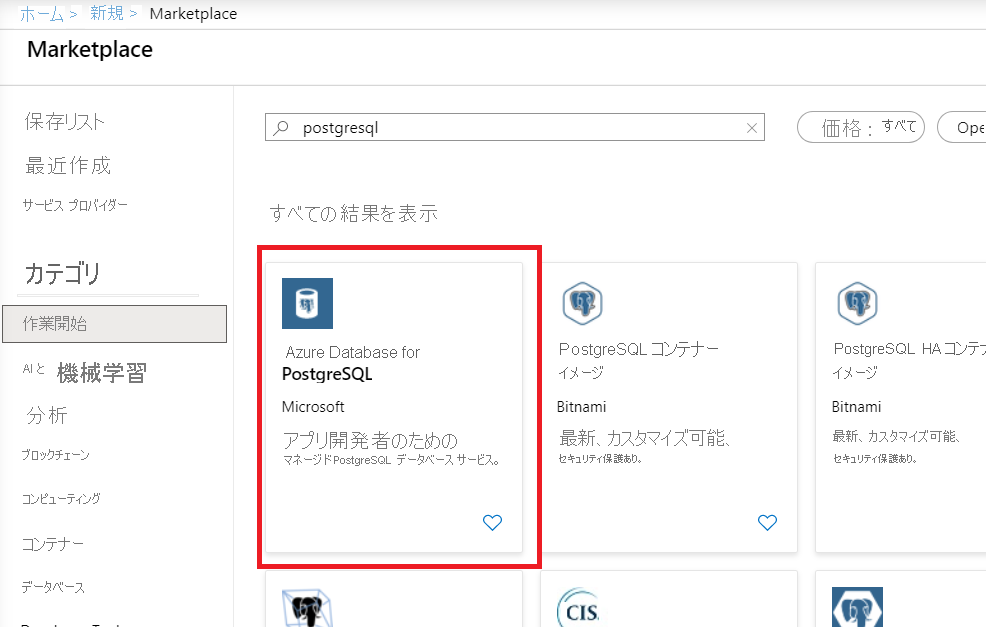 ホーム > 新規 > Marketplace
Marketplace
保存リスト
最近作成
サービス プロバイダー
カテゴリ
作業開始
AIと 機械学習
分析
ブロックチェーン
コンピューティング
コンテナー
データベース
postgresql
価格 : すべて
Ope
すべての結果を表示
Azure Database for
PostgreSQL
Microsoft
アプリ開発者のための
マネージドPostgreSQL データベース サービス。
PostgreSQL コンテナー
イメージ
Bitnami
最新、カスタマイズ可能、
セキュリティ保護あり。
PostgreSQL HA コンテナ
イメージ
Bitnami
最新、カスタマイズ可能、
セキュリティ保護あり。
CIS.